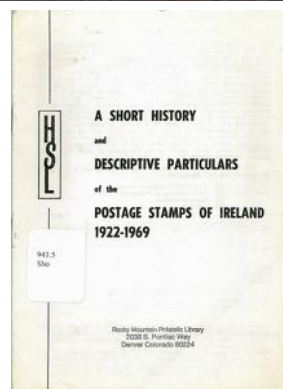 A SHORT HISTORY
and
DESCRIPTIVE PARTICULARS
of the
POSTAGE STAMPS OF IRELAND
1922-1969
HSL
941.5
Sho
Rocky Mountain Philatelic Library
2038 S. Pontiac Way
Denver Colorado 80224